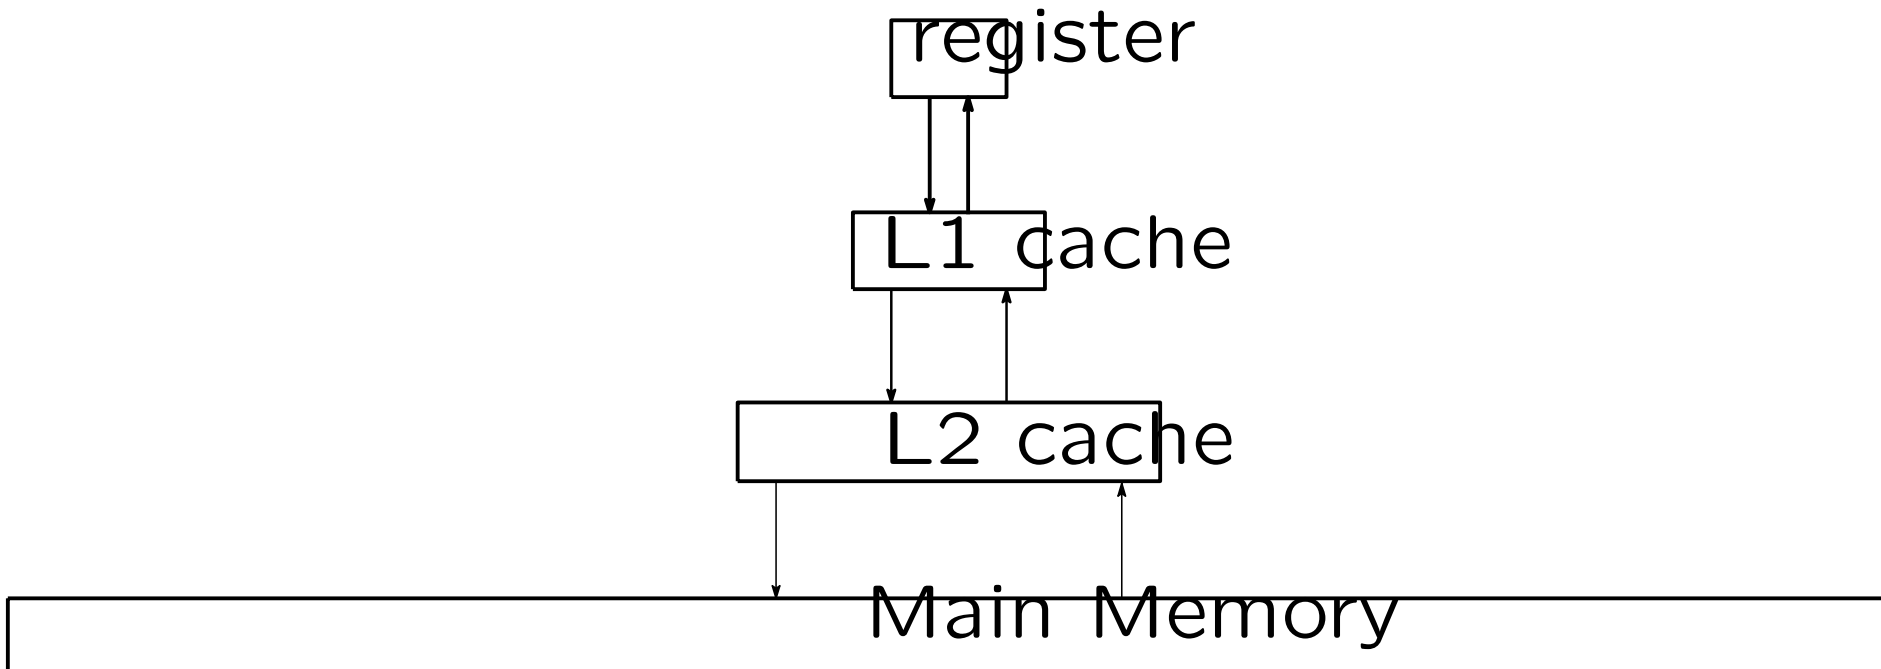 register
L1 cache
L2 cache
Main Memory